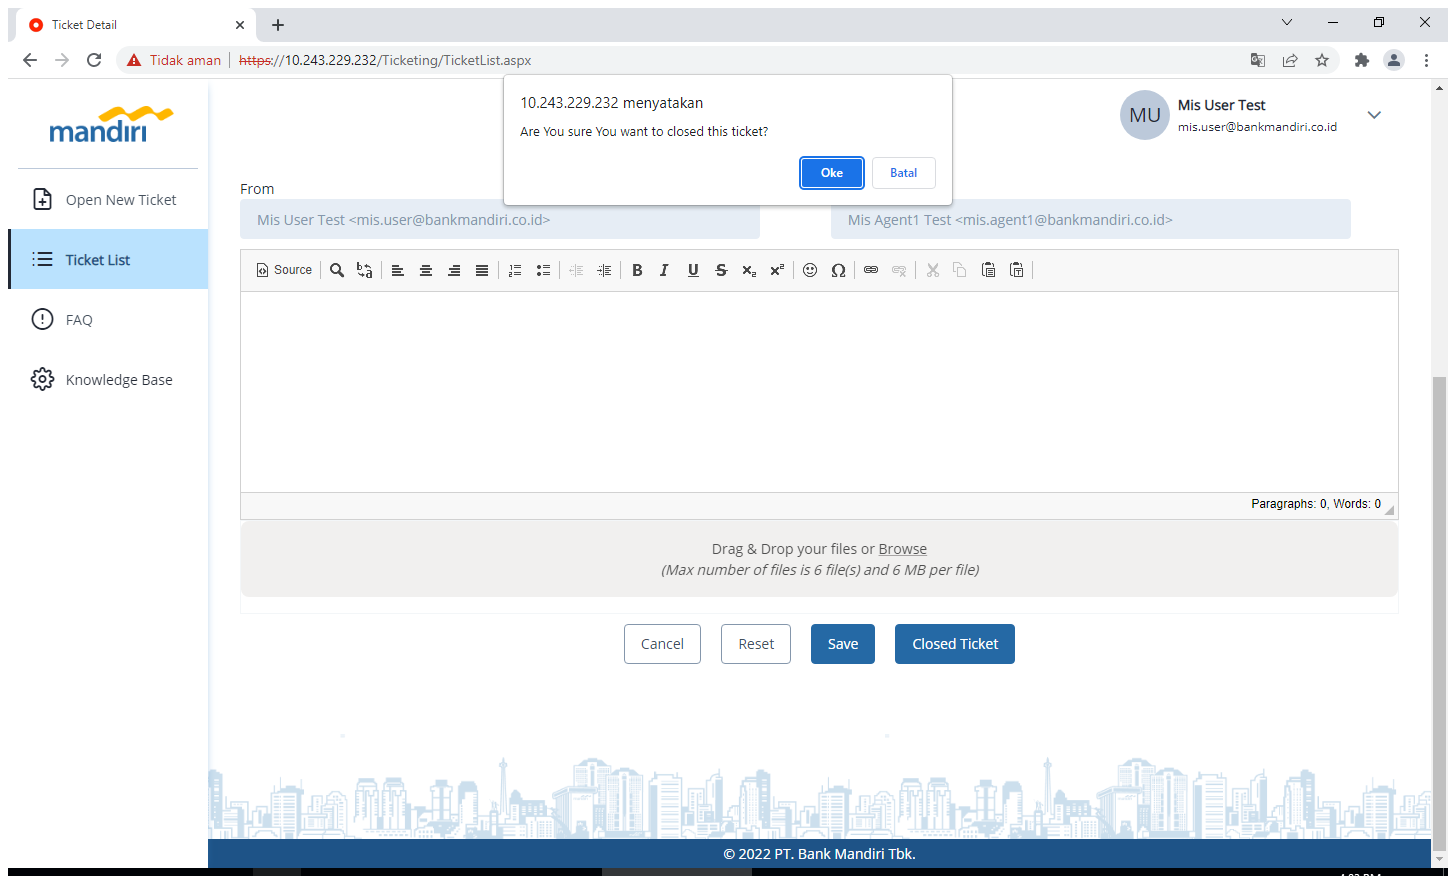 Ticket Detail
Tidak aman
https://10.243.229.232/Ticketing/TicketList.aspx
mandiri
10.243.229.232 menyatakan
Are You sure You want to closed this ticket?
Oke
Batal
MU
Mis User Test
mis.user@bankmandiri.co.id
Open New Ticket
Ticket List
FAQ
Knowledge Base
From
Mis User Test <mis.user@bankmandiri.co.id>
Mis Agent1 Test <mis.agent1@bankmandiri.co.id>
Source
Paragraphs: 0, Words: 0
Drag & Drop your files or Browse
(Max number of files is 6 file(s) and 6 MB per file)
Cancel
Reset
Save
Closed Ticket
© 2022 PT. Bank Mandiri Tbk.